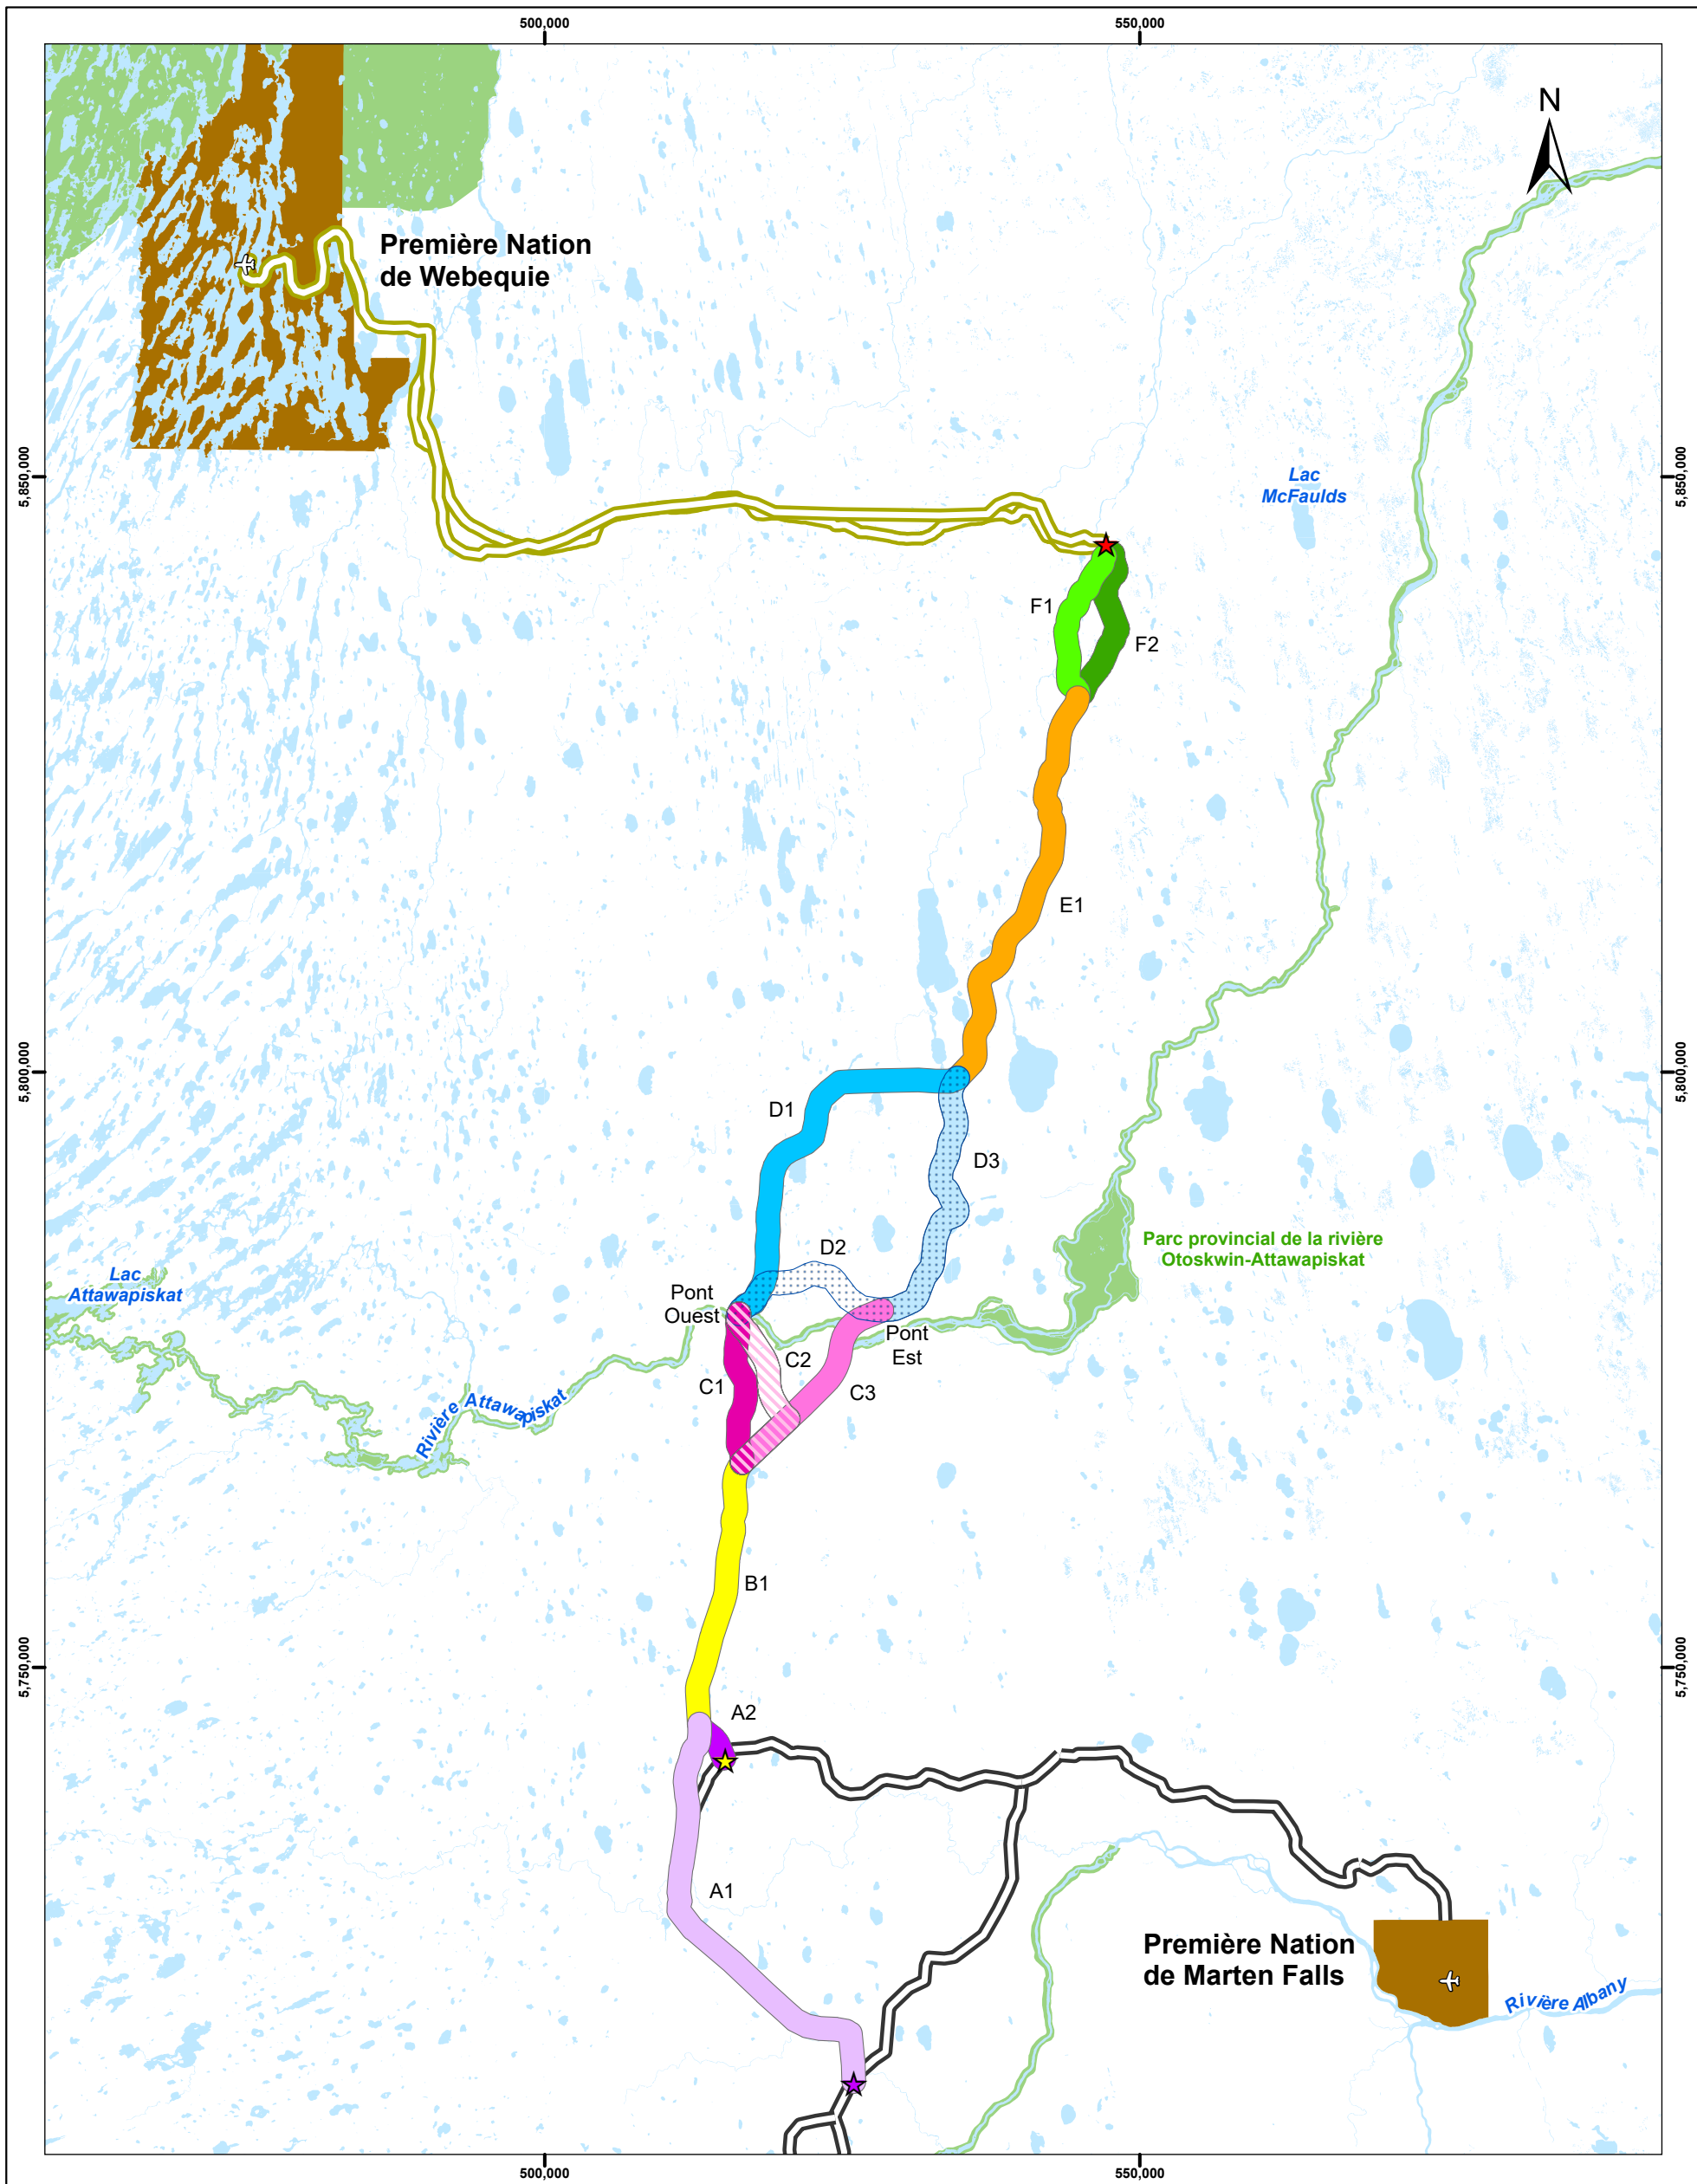 500,000
550,000
N
Première Nation
de Webequie
5,850,000
5,850,000
Lac
McFaulds
F1
F2
E1
5,800,000
5,800,000
D1
D3
Parc provincial de la rivière
Otoskwin-Attawapiskat
D2
Lac
Attawapiskat
Pont
Ouest
Pont
Est
C2
C1
C3
Rivière Attawapiskat
B1
5,750,000
5,750,000
A2
A1
Première Nation
de Marten Falls
Rivière Albany
500,000
550,000